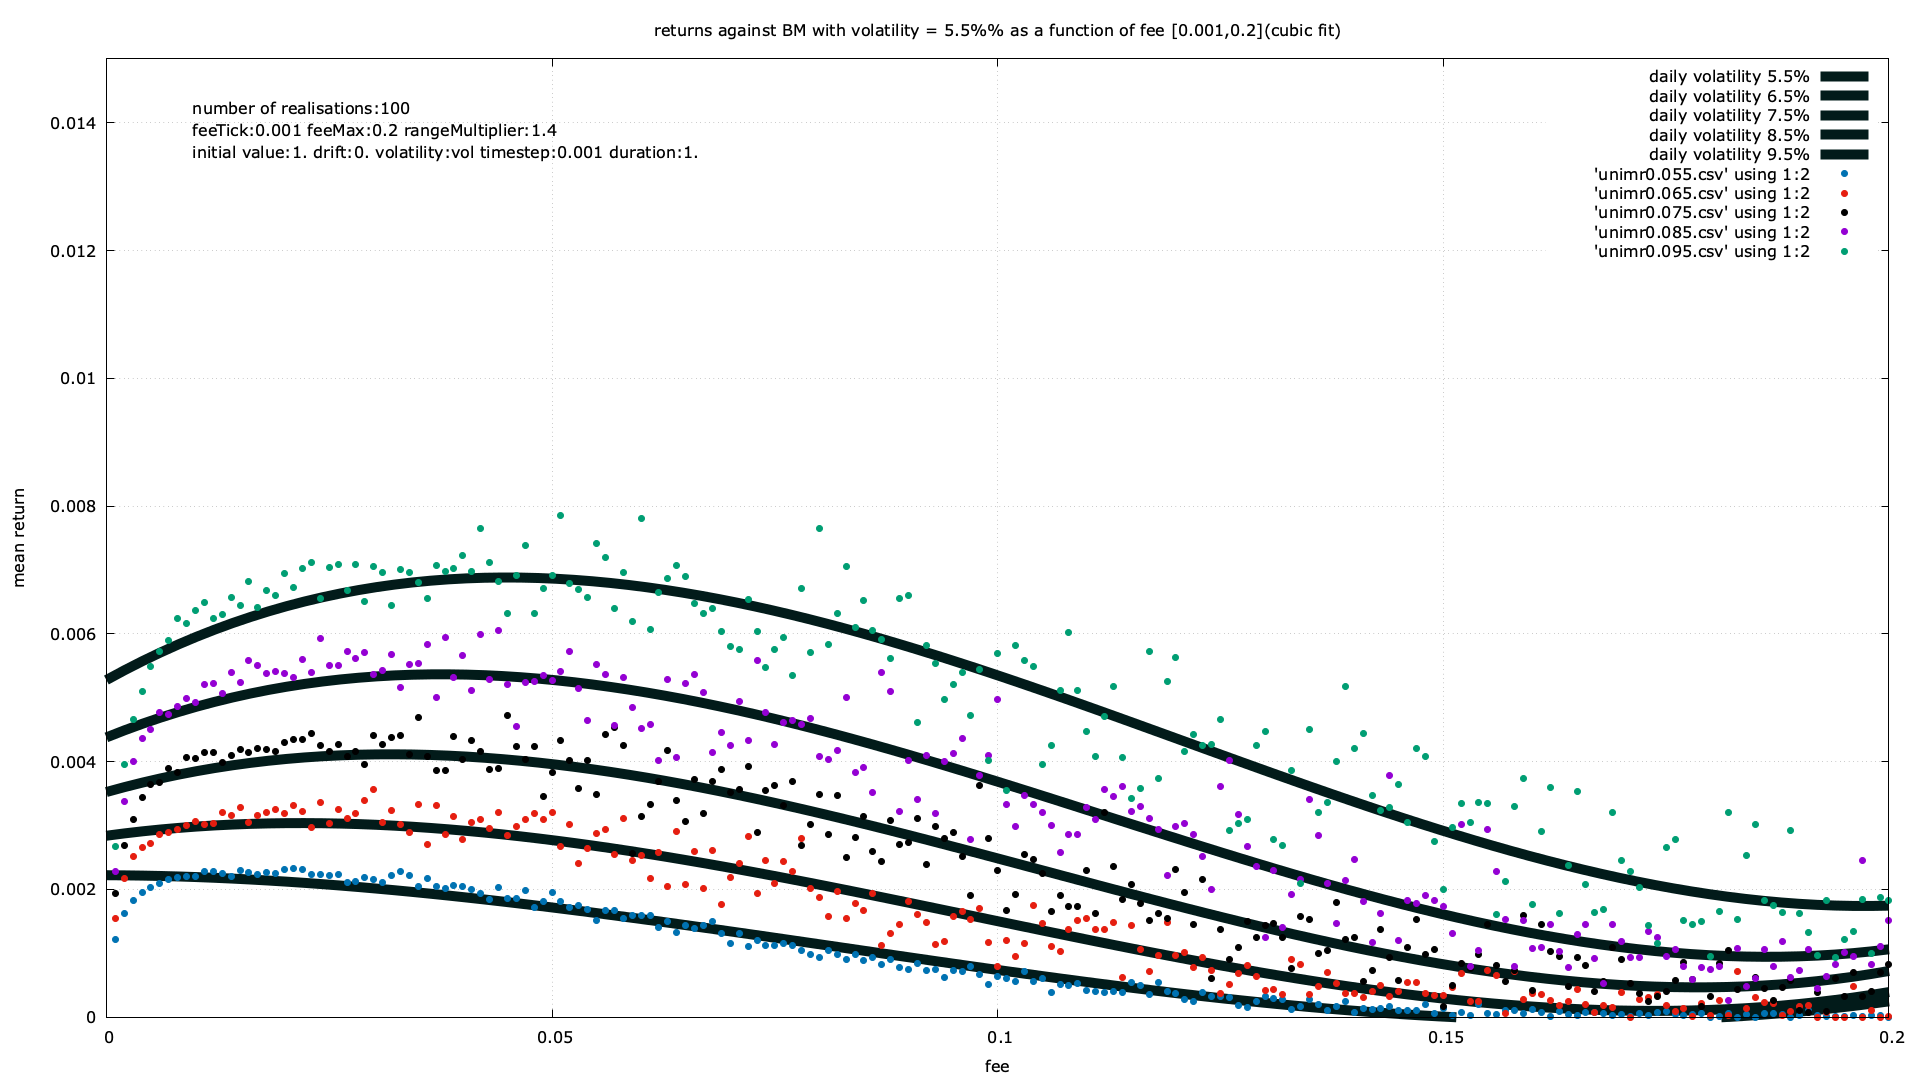 returns against BM with volatility = 5.5%% as a function of fee [0.001,0.2](cubic fit)
number of realisations:100
feeTick:0.001 feeMax:0.2 rangeMultiplier:1.4
initial value:1. drift:0. volatility:vol timestep:0.001 duration:1.
daily volatility 5.5%
daily volatility 6.5%
daily volatility 7.5%
daily volatility 8.5%
daily volatility 9.5%
'unimr0.055.csv' using 1:2
'unimr0.065.csv' using 1:2
'unimr0.075.csv' using 1:2
'unimr0.085.csv' using 1:2
'unimr0.095.csv' using 1:2
mean return
0.014
0.012
0.01
0.008
0.006
0.004
0.002
0
0
0.05
0.1
0.15
0.2
fee